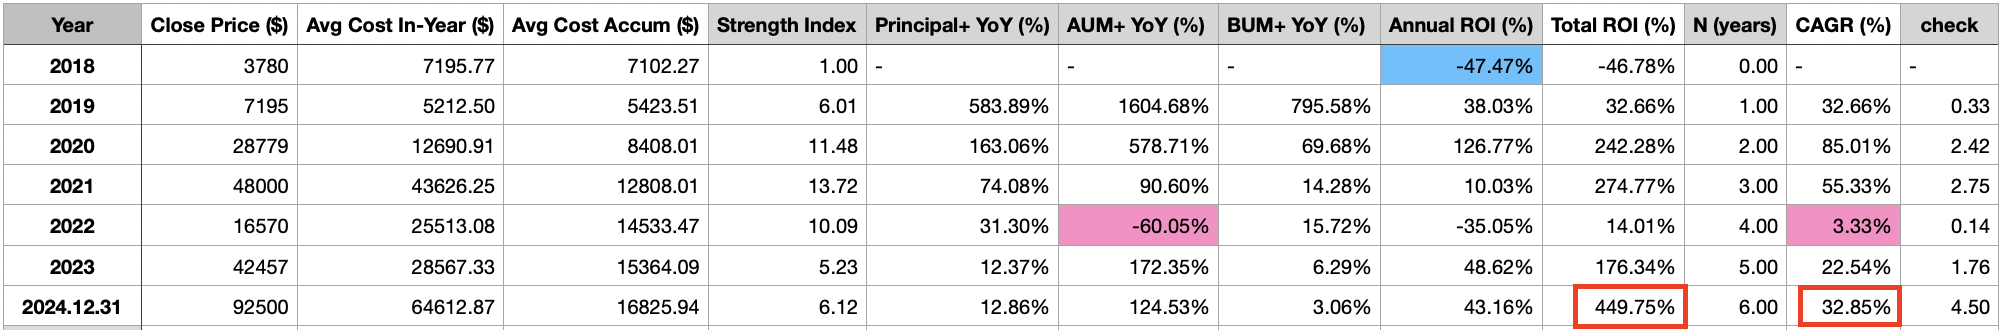 Year Close Price ($) Avg Cost In-Year ($) Avg Cost Accum ($) Strength Index Principal+ YoY (%) AUM+ YoY (%) BUM+ YoY (%) Annual ROI (%) Total ROI (%) N (years) CAGR (%) check
2018 3780 7195.77 7102.27 1.00 - - - -47.47% -46.78% 0.00 - -
2019 7195 5212.50 5423.51 6.01 583.89% 1604.68% 795.58% 38.03% 32.66% 1.00 32.66% 0.33
2020 28779 12690.91 8408.01 11.48 163.06% 578.71% 69.68% 126.77% 242.28% 2.00 85.01% 2.42
2021 48000 43626.25 12808.01 13.72 74.08% 90.60% 14.28% 10.03% 274.77% 3.00 55.33% 2.75
2022 16570 25513.08 14533.47 10.09 31.30% -60.05% 15.72% -35.05% 14.01% 4.00 3.33% 0.14
2023 42457 28567.33 15364.09 5.23 12.37% 172.35% 6.29% 48.62% 176.34% 5.00 22.54% 1.76
2024.12.31 92500 64612.87 16825.94 6.12 12.86% 124.53% 3.06% 43.16% 449.75% 6.00 32.85% 4.50